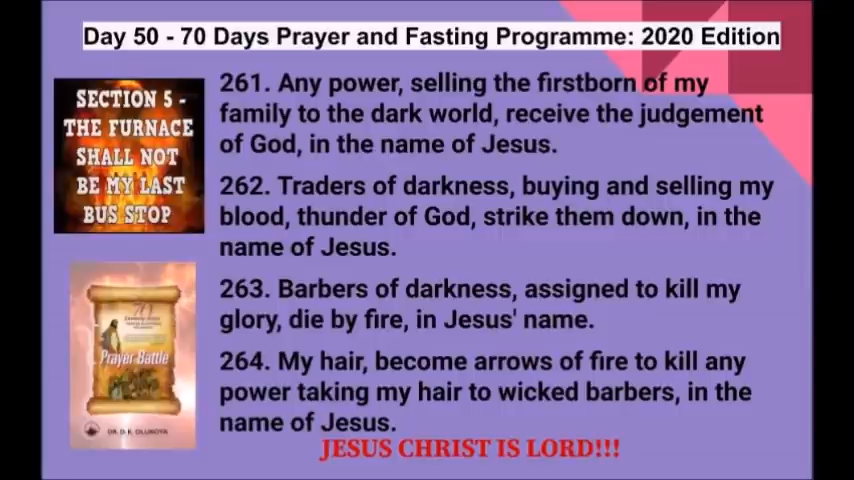 Day 50 - 70 Days Prayer and Fasting Programme: 2020 Edition
SECTION 5 -
THE FURNACE
SHALL NOT
BE MY LAST
BUS STOP
261. Any power, selling the firstborn of my
family to the dark world, receive the judgement
of God, in the name of Jesus.
262. Traders of darkness, buying and selling my
blood, thunder of God, strike them down, in the
name of Jesus.
263. Barbers of darkness, assigned to kill my
glory, die by fire, in Jesus' name.
264. My hair, become arrows of fire to kill any
power taking my hair to wicked barbers, in the
name of Jesus.
70
Prayer Battle
DR. D. K. OLUKOYA
JESUS CHRIST IS LORD!!!